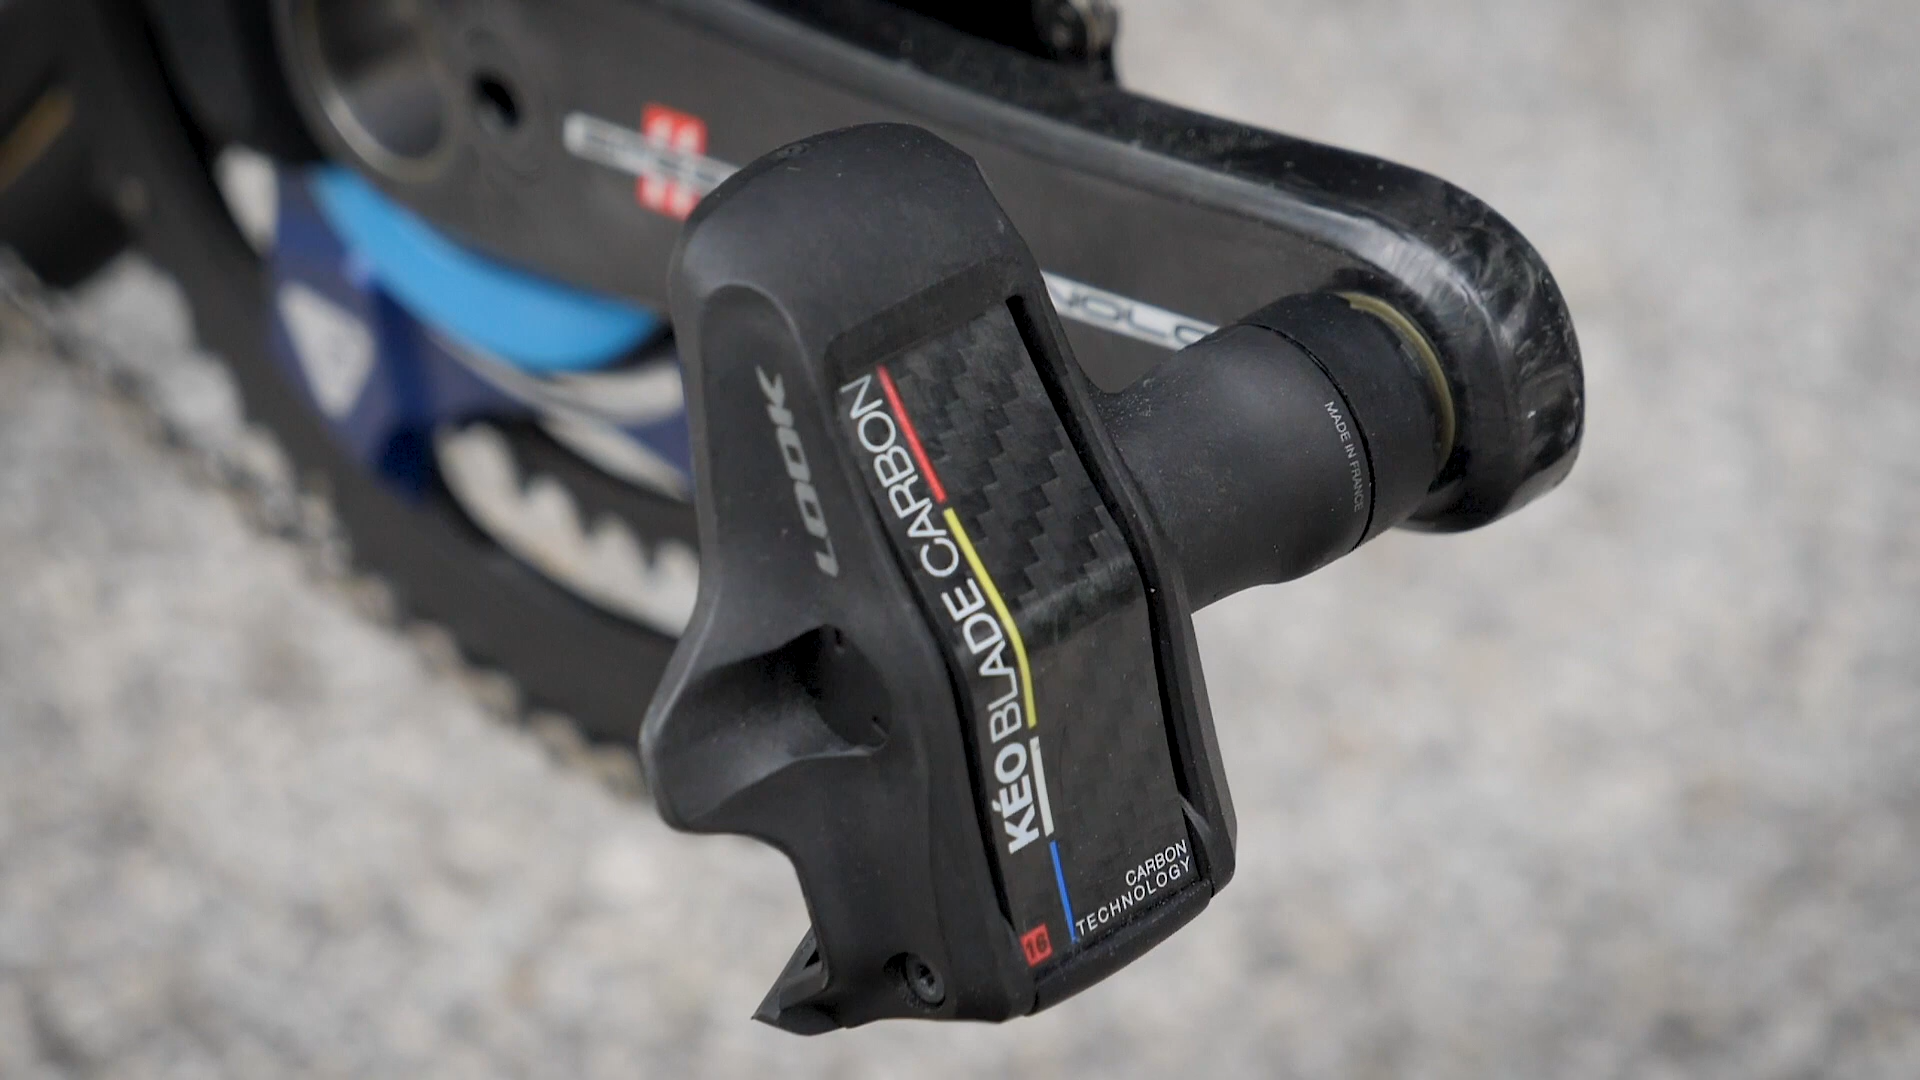 LOOK
KÉO BLADE CARBON
CARBON
TECHNOLOGY
16
MADE IN FRANCE